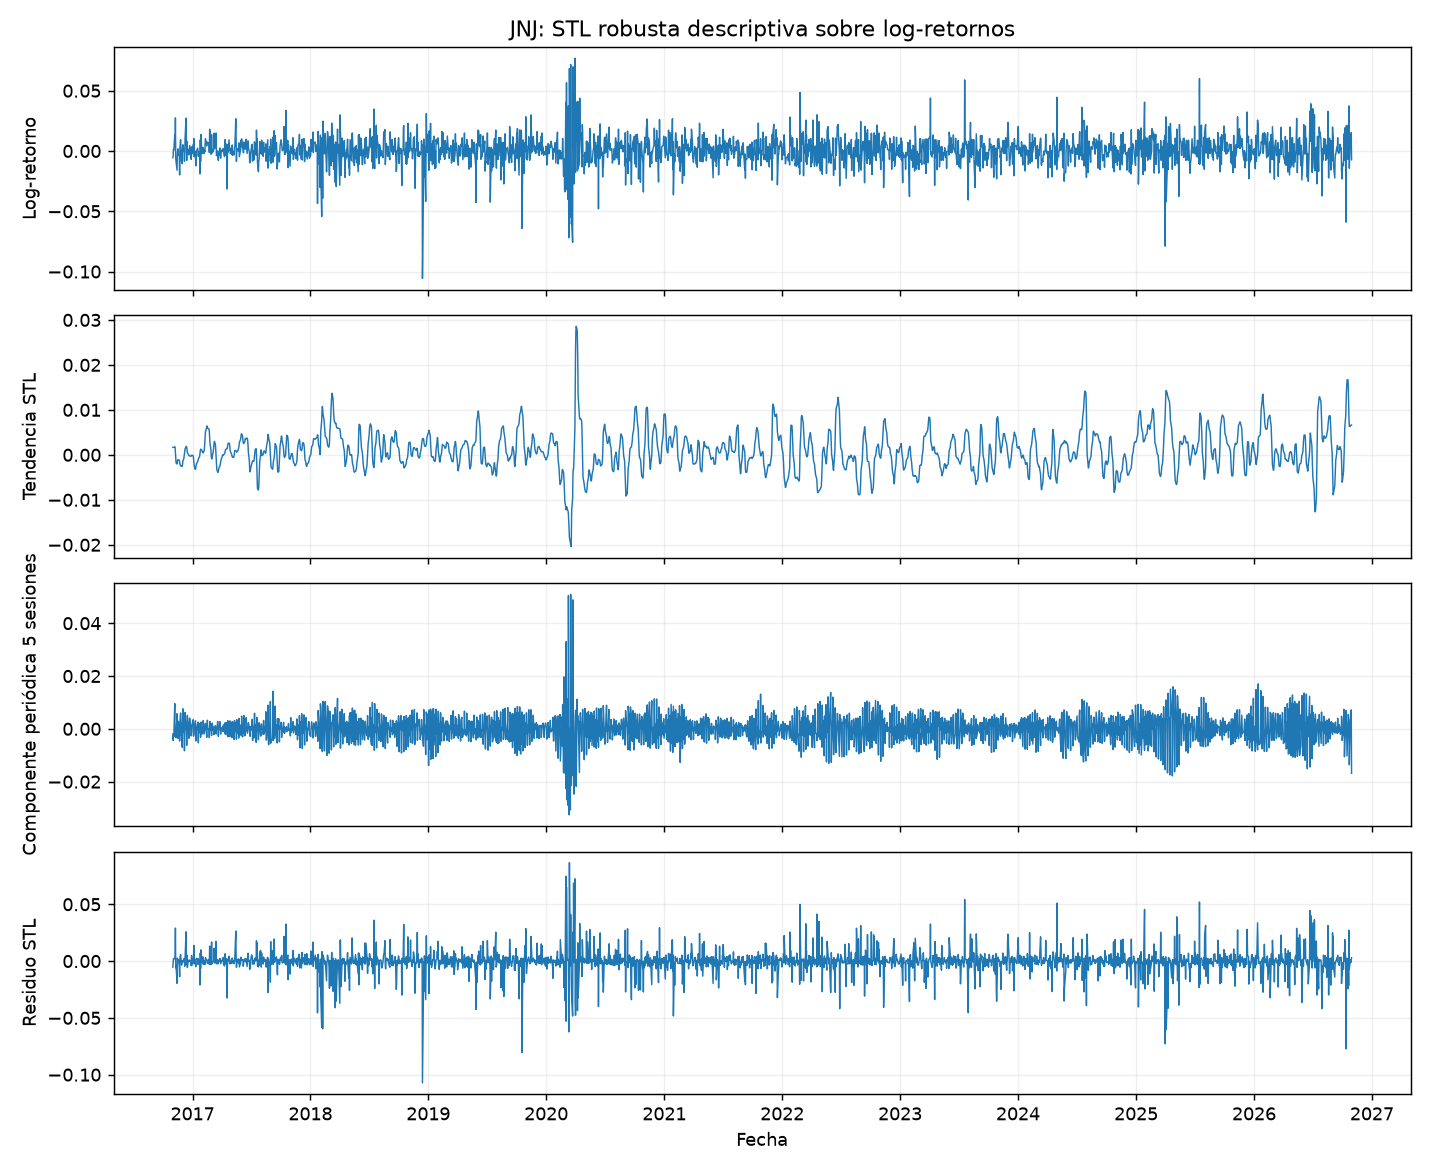 JNJ: STL robusta descriptiva sobre log-retornos
Log-retorno
0.05
0.00
−0.05
−0.10
Tendencia STL
0.03
0.02
0.01
0.00
−0.01
−0.02
Componente periódica 5 sesiones
0.04
0.02
0.00
−0.02
Residuo STL
0.05
0.00
−0.05
−0.10
2017 2018 2019 2020 2021 2022 2023 2024 2025 2026 2027
Fecha